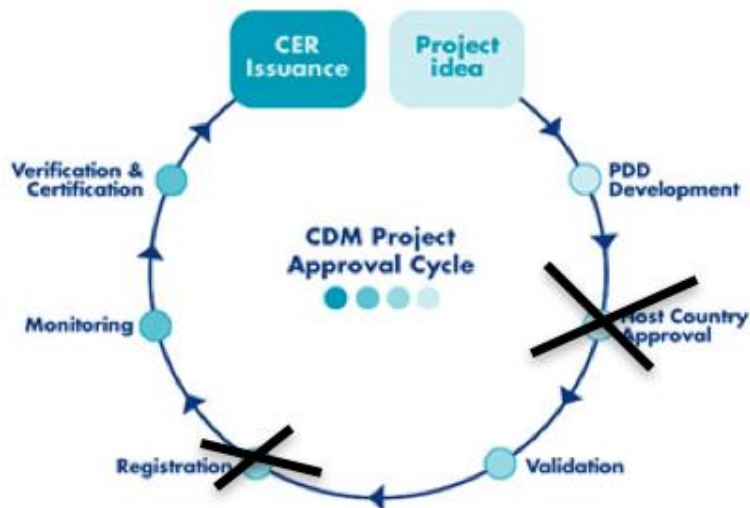 CER
Issuance
Project
idea
PDD
Development
Host Country
Approval
Validation
Registration
Monitoring
Verification &
Certification
CDM Project
Approval Cycle